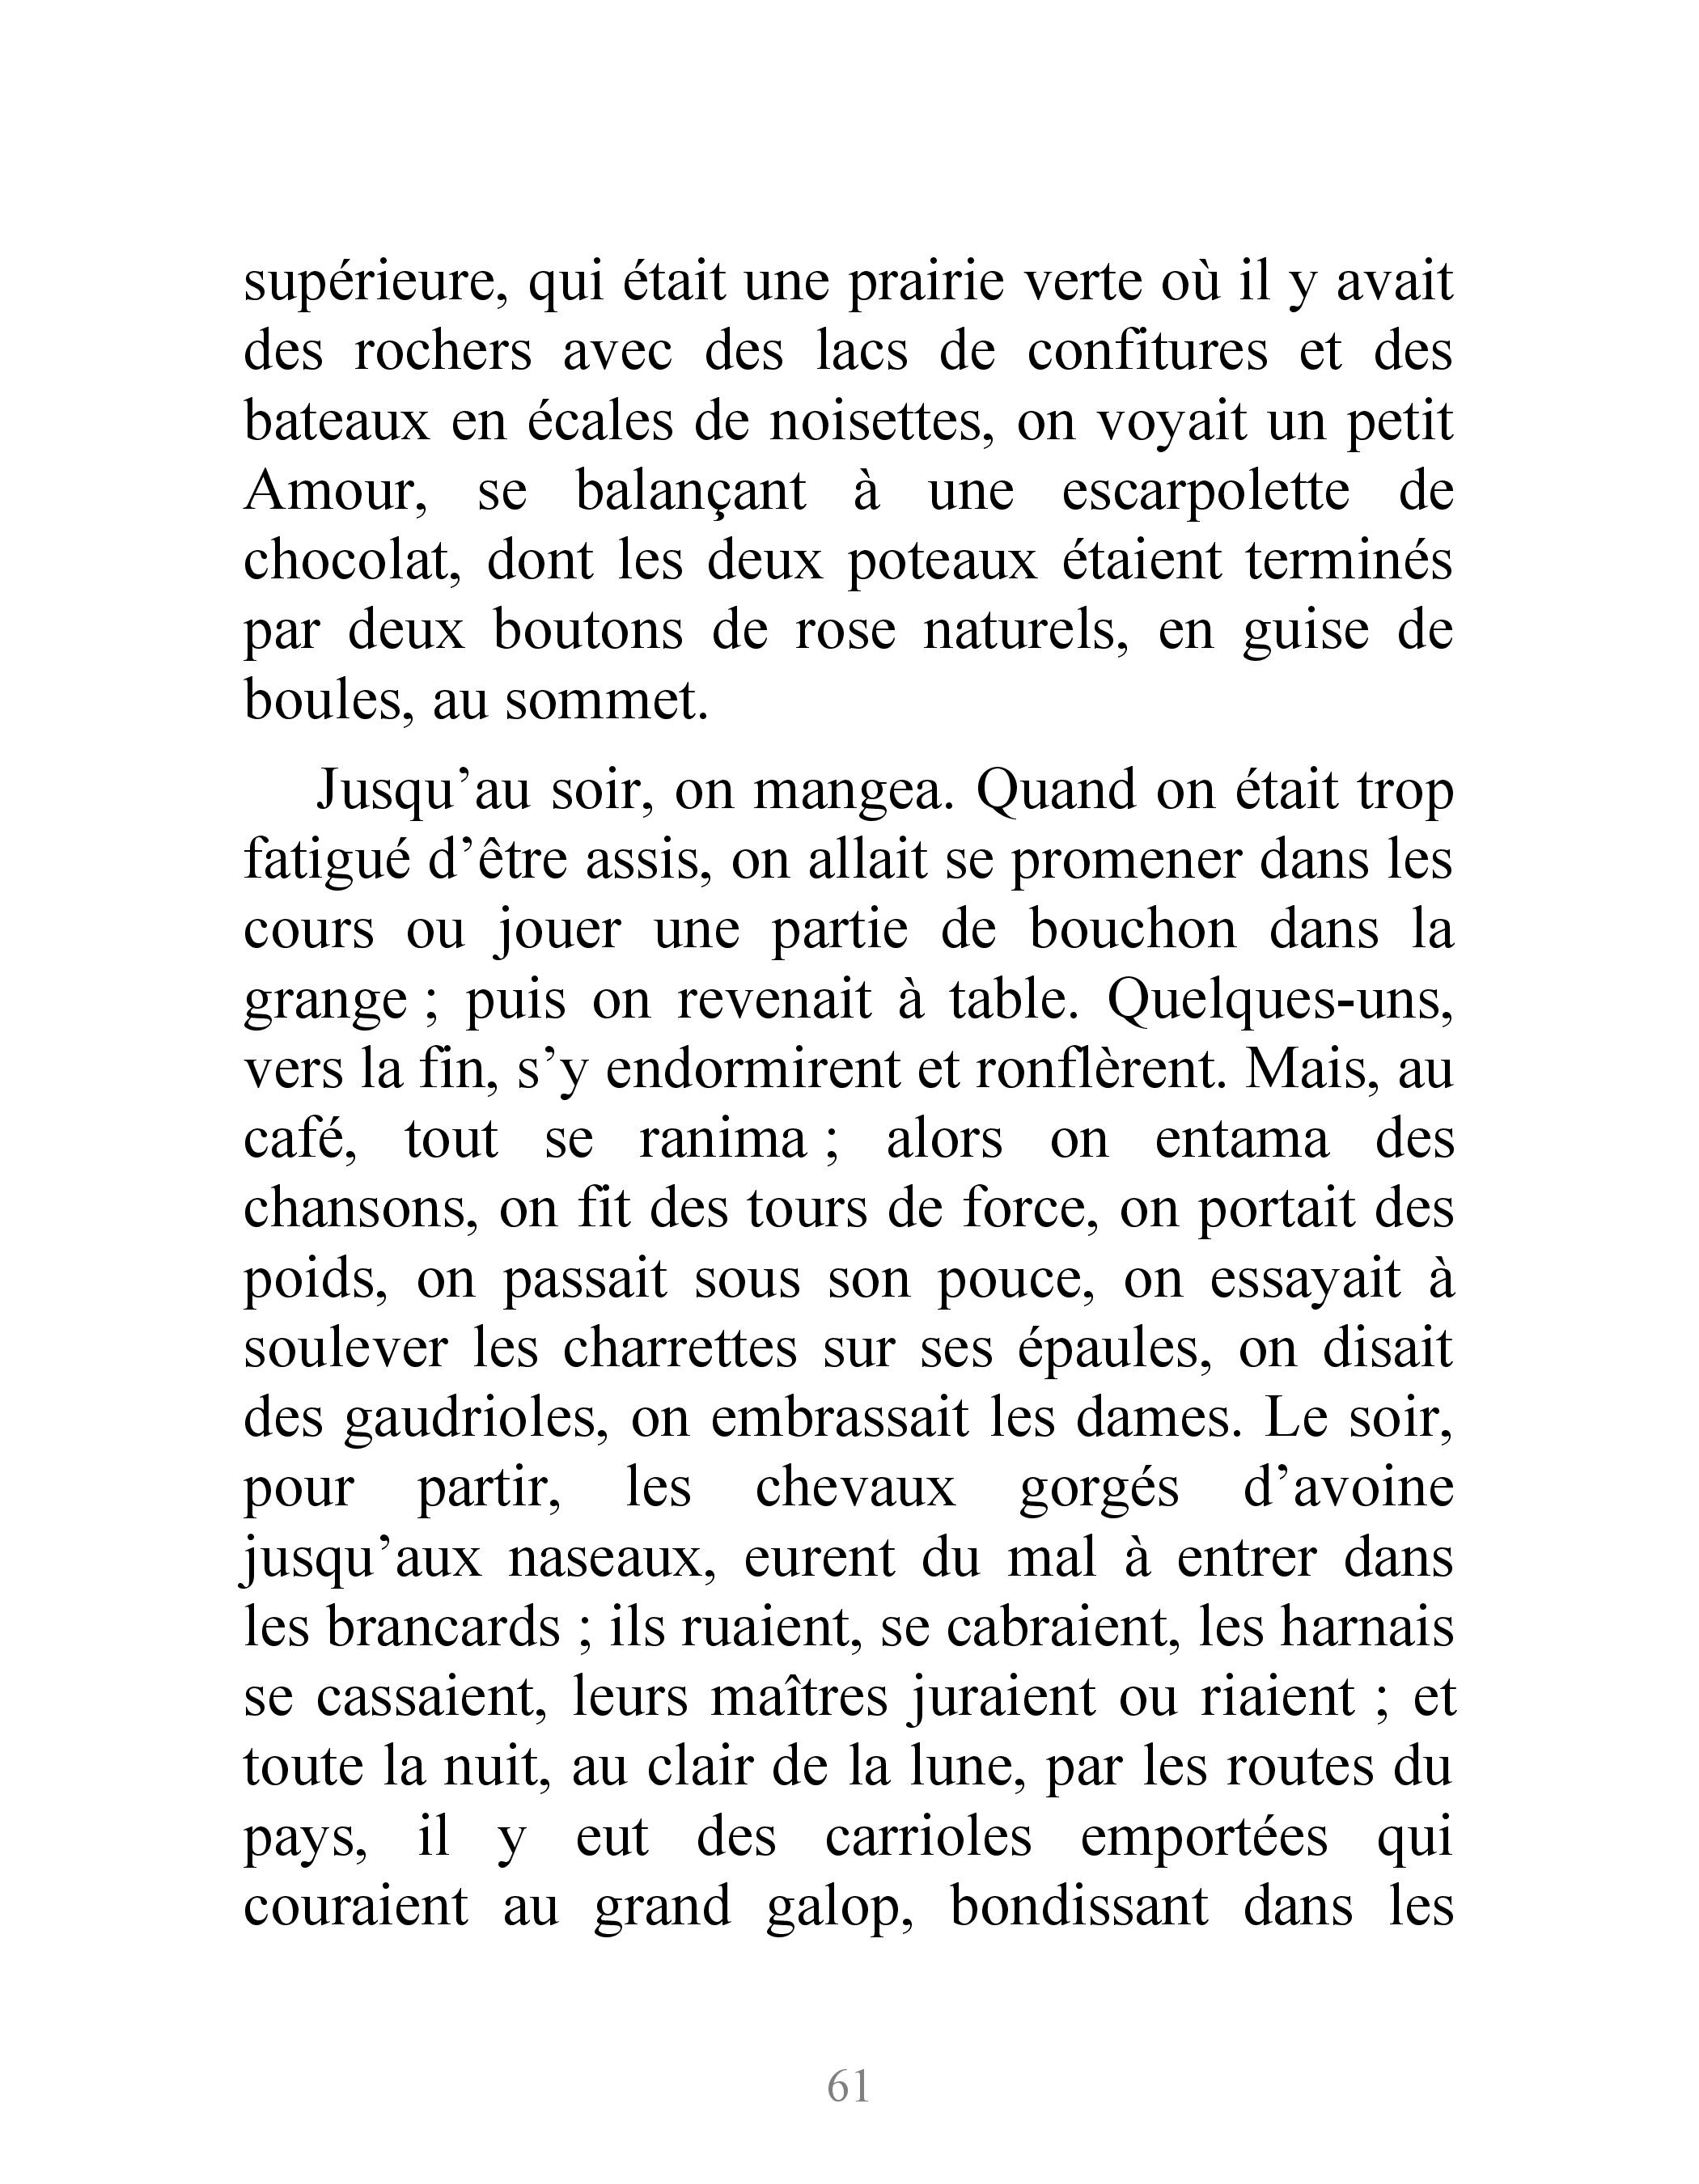 supérieure, qui était une prairie verte où il y avait
des rochers avec des lacs de confitures et des
bateaux en écales de noisettes, on voyait un petit
Amour, se balançant à une escarpolette de
chocolat, dont les deux poteaux étaient terminés
par deux boutons de rose naturels, en guise de
boules, au sommet.
Jusqu’au soir, on mangea. Quand on était trop
fatigué d’être assis, on allait se promener dans les
cours ou jouer une partie de bouchon dans la
grange ; puis on revenait à table. Quelques-uns,
vers la fin, s’y endormirent et ronflèrent. Mais, au
café, tout se ranima ; alors on entama des
chansons, on fit des tours de force, on portait des
poids, on passait sous son pouce, on essayait à
soulever les charrettes sur ses épaules, on disait
des gaudrioles, on embrassait les dames. Le soir,
pour partir, les chevaux gorgés d’avoine
jusqu’aux naseaux, eurent du mal à entrer dans
les brancards ; ils ruaient, se cabraient, les harnais
se cassaient, leurs maîtres juraient ou riaient ; et
toute la nuit, au clair de la lune, par les routes du
pays, il y eut des carrioles emportées qui
couraient au grand galop, bondissant dans les
61